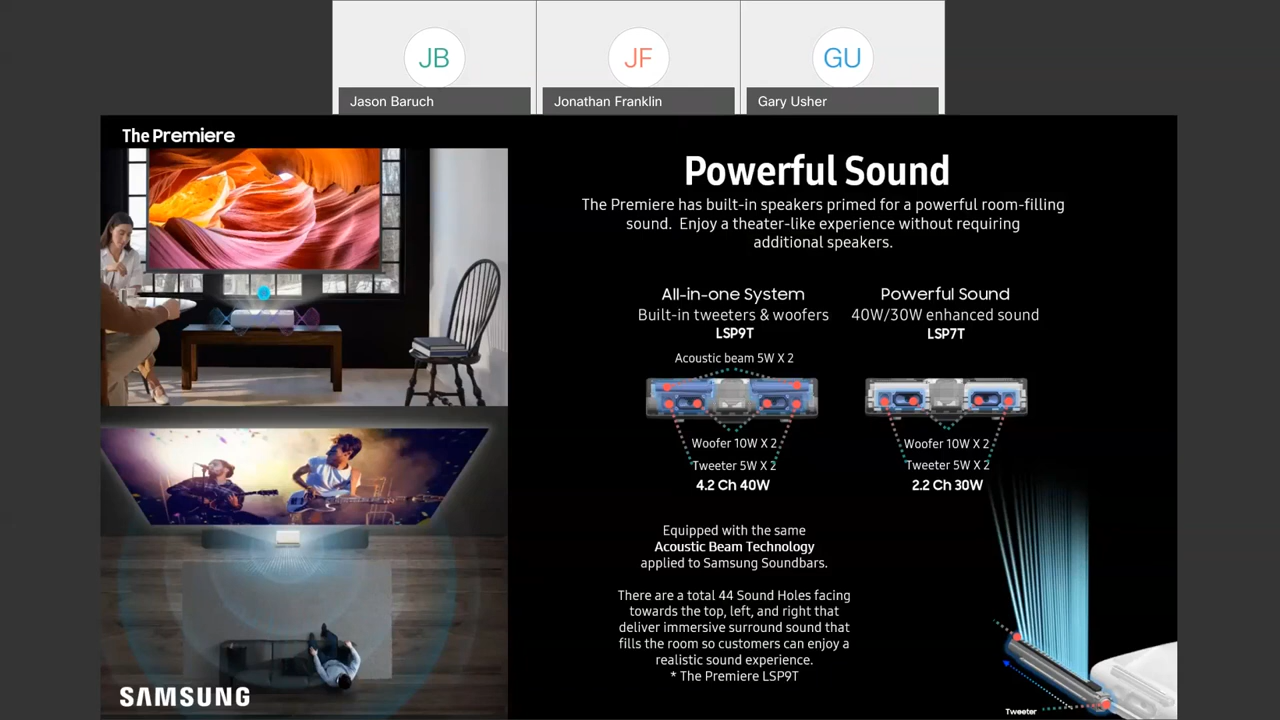 JB
JF
GU
Jason Baruch
Jonathan Franklin
Gary Usher
The Premiere
Powerful Sound
The Premiere has built-in speakers primed for a powerful room-filling
sound. Enjoy a theater-like experience without requiring
additional speakers.
All-in-one System
Built-in tweeters & woofers
LSP9T
Acoustic beam 5W X 2
Woofer 10W X 2
Tweeter 5W X 2
4.2 Ch 40W
Powerful Sound
40W/30W enhanced sound
LSP7T
Woofer 10W X 2
Tweeter 5W X 2
2.2 Ch 30W
Equipped with the same
Acoustic Beam Technology
applied to Samsung Soundbars.
There are a total 44 Sound Holes facing
towards the top, left, and right that
deliver immersive surround sound that
fills the room so customers can enjoy a
realistic sound experience.
* The Premiere LSP9T
Tweeter
SAMSUNG